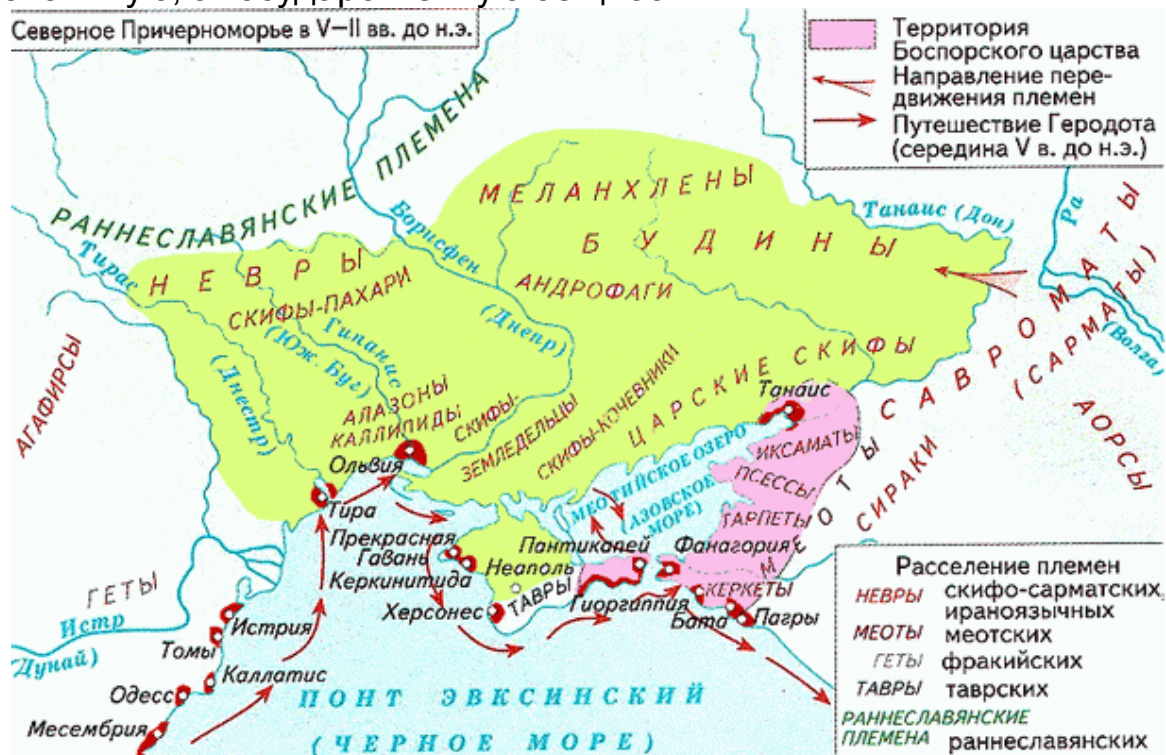 Северное Причерноморье в V–II вв. до н.э.
Территория
Боспорского царства
Направление пере-
движения племен
Путешествие Геродота
(середина V в. до н.э.)
РАННЕСЛАВЯНСКИЕ ПЛЕМЕНА
МЕЛАНХЛЕНЫ
БУДИНЫ
АНДРОФАГИ
НЕВРЫ
СКИФЫ-ПАХАРИ
Танаис (Дон)
Ра
(Волга)
Борисфен
(Днепр)
Тирас
(Днестр)
Гипанис
(Юж. Буг)
САВРОМАТЫ
(САРМАТЫ)
АОРСЫ
СИРАКИ
АГАФИРСЫ
АЛАЗОНЫ
КАЛЛИПИДЫ
СКИФЫ-
ЗЕМЛЕДЕЛЬЦЫ
СКИФЫ-КОЧЕВНИКИ
ЦАРСКИЕ СКИФЫ
Танаис
ИКСАМАТЫ
ПСЕССЫ
ТАРПЕТЫ
МЕОТЫ
КЕРКЕТЫ
МЕОТИЙСКОЕ ОЗЕРО
(АЗОВСКОЕ
МОРЕ)
Ольвия
Тира
Прекрасная
Гавань
Керкинитида
Неаполь
Херсонес
ТАВРЫ
Пантикапей
Фанагория
Гиоргиппия
Бата
Пагры
ГЕТЫ
Истр
(Дунай)
Истрия
Томы
Каллатис
Одесс
Месембрия
ПОНТ ЭВКСИНСКИЙ
(ЧЕРНОЕ МОРЕ)
Расселение племен
НЕВРЫ скифо-сарматских,
ираноязычных
МЕОТЫ меотских
ГЕТЫ фракийских
ТАВРЫ таврских
РАННЕСЛАВЯНСКИЕ
ПЛЕМЕНА раннеславянских